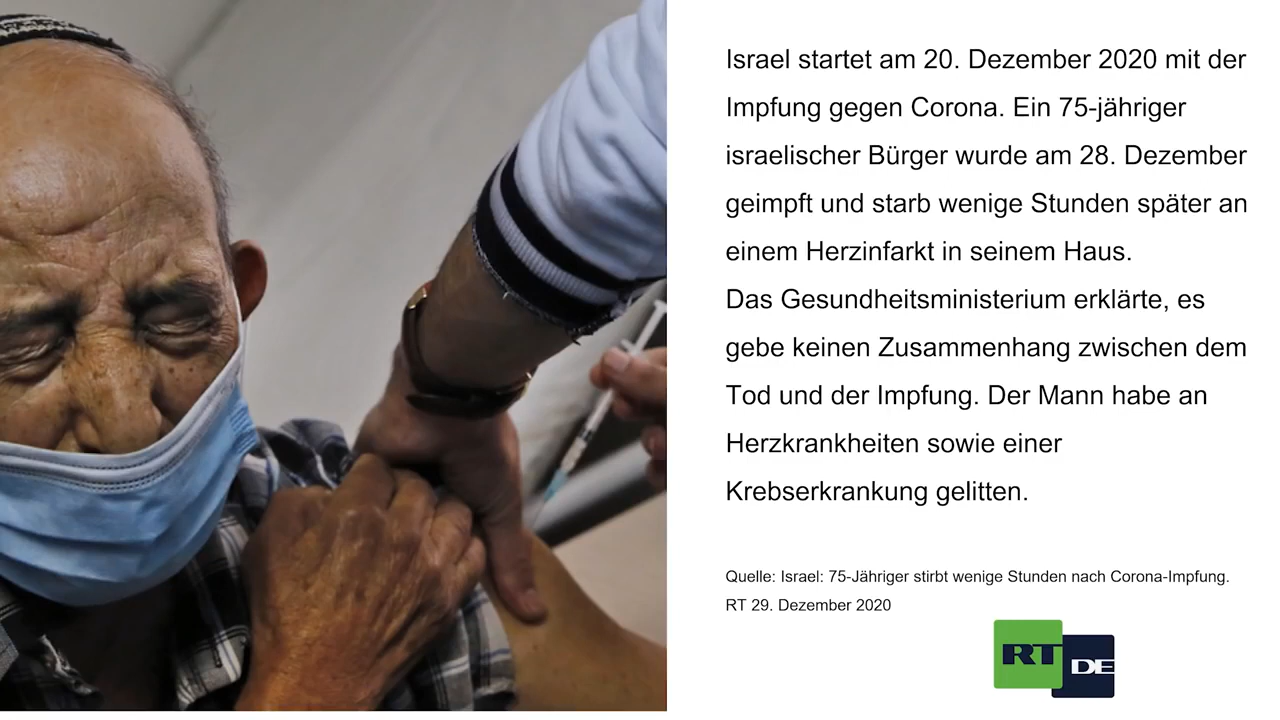 Israel startet am 20. Dezember 2020 mit der
Impfung gegen Corona. Ein 75-jähriger
israelischer Bürger wurde am 28. Dezember
geimpft und starb wenige Stunden später an
einem Herzinfarkt in seinem Haus.
Das Gesundheitsministerium erklärte, es
gebe keinen Zusammenhang zwischen dem
Tod und der Impfung. Der Mann habe an
Herzkrankheiten sowie einer
Krebserkrankung gelitten.
Quelle: Israel: 75-Jähriger stirbt wenige Stunden nach Corona-Impfung.
RT 29. Dezember 2020
RT DE